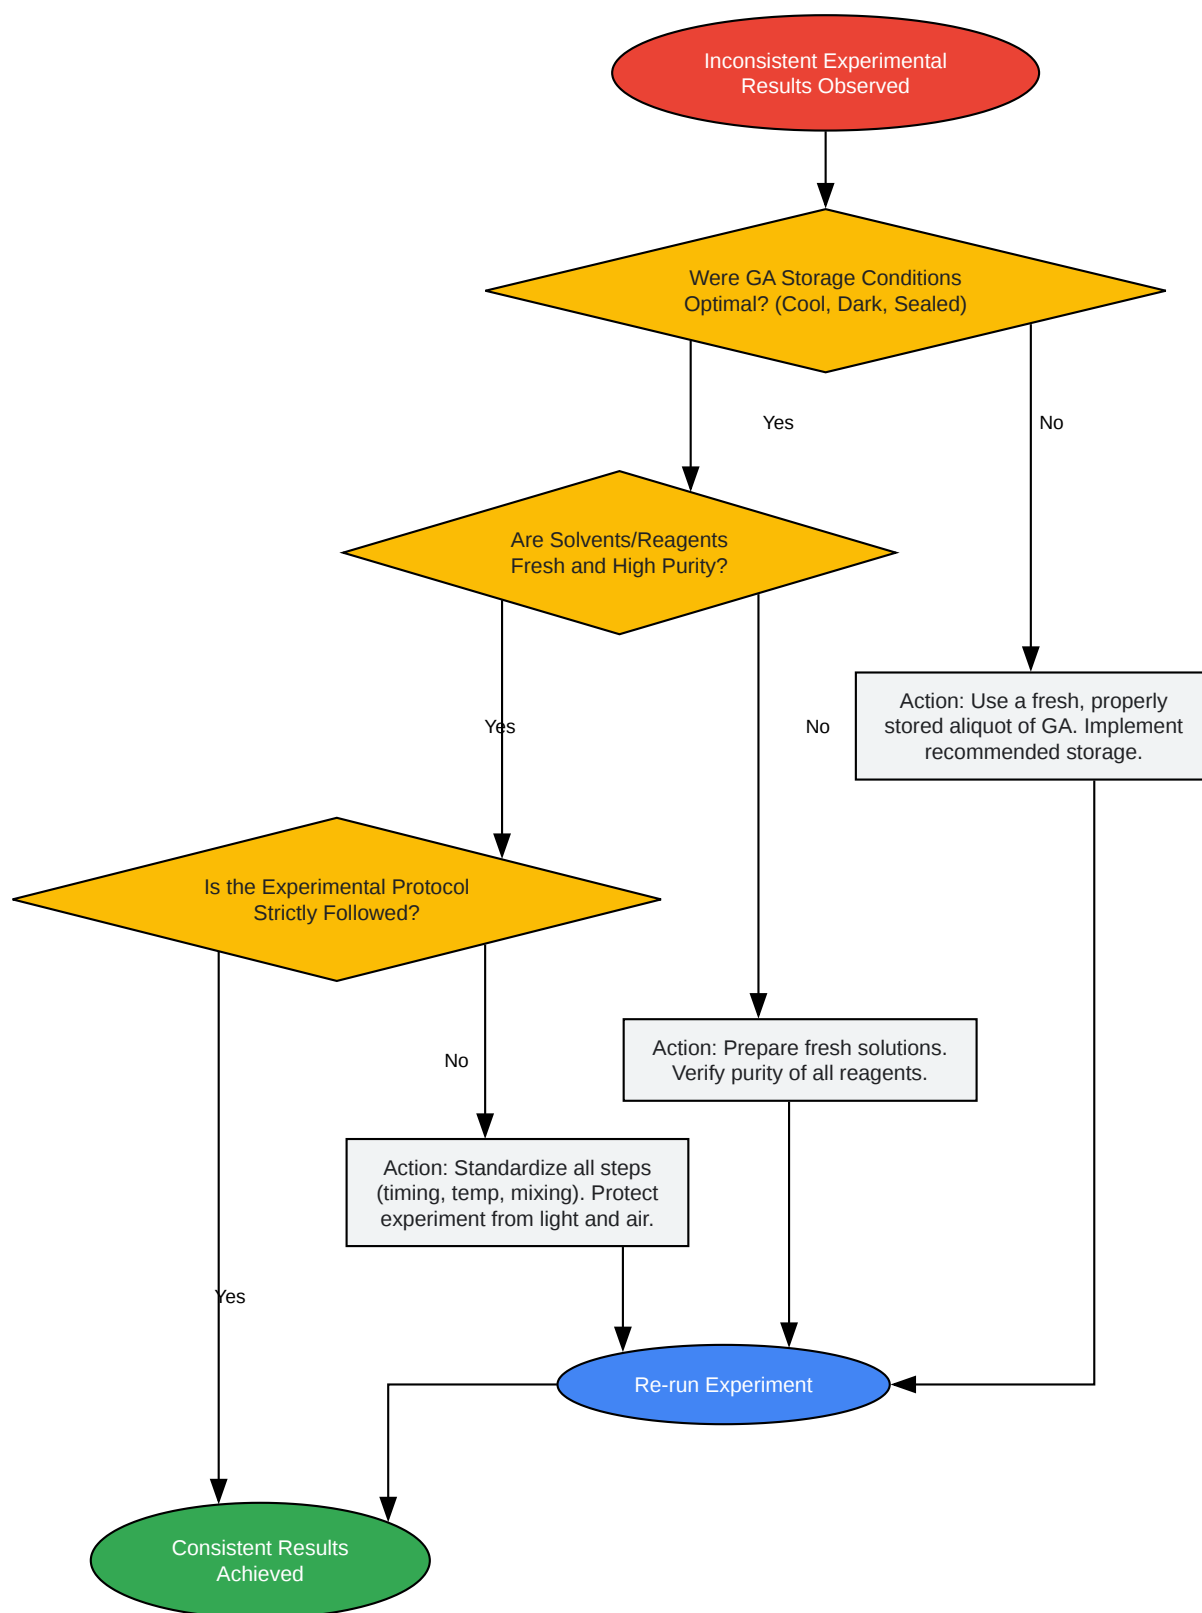 Inconsistent Experimental
Results Observed
Were GA Storage Conditions
Optimal? (Cool, Dark, Sealed)
Yes
No
Are Solvents/Reagents
Fresh and High Purity?
Action: Use a fresh, properly
stored aliquot of GA. Implement
recommended storage.
Yes
No
Is the Experimental Protocol
Strictly Followed?
Action: Prepare fresh solutions.
Verify purity of all reagents.
No
Action: Standardize all steps
(timing, temp, mixing). Protect
experiment from light and air.
Yes
Re-run Experiment
Consistent Results
Achieved